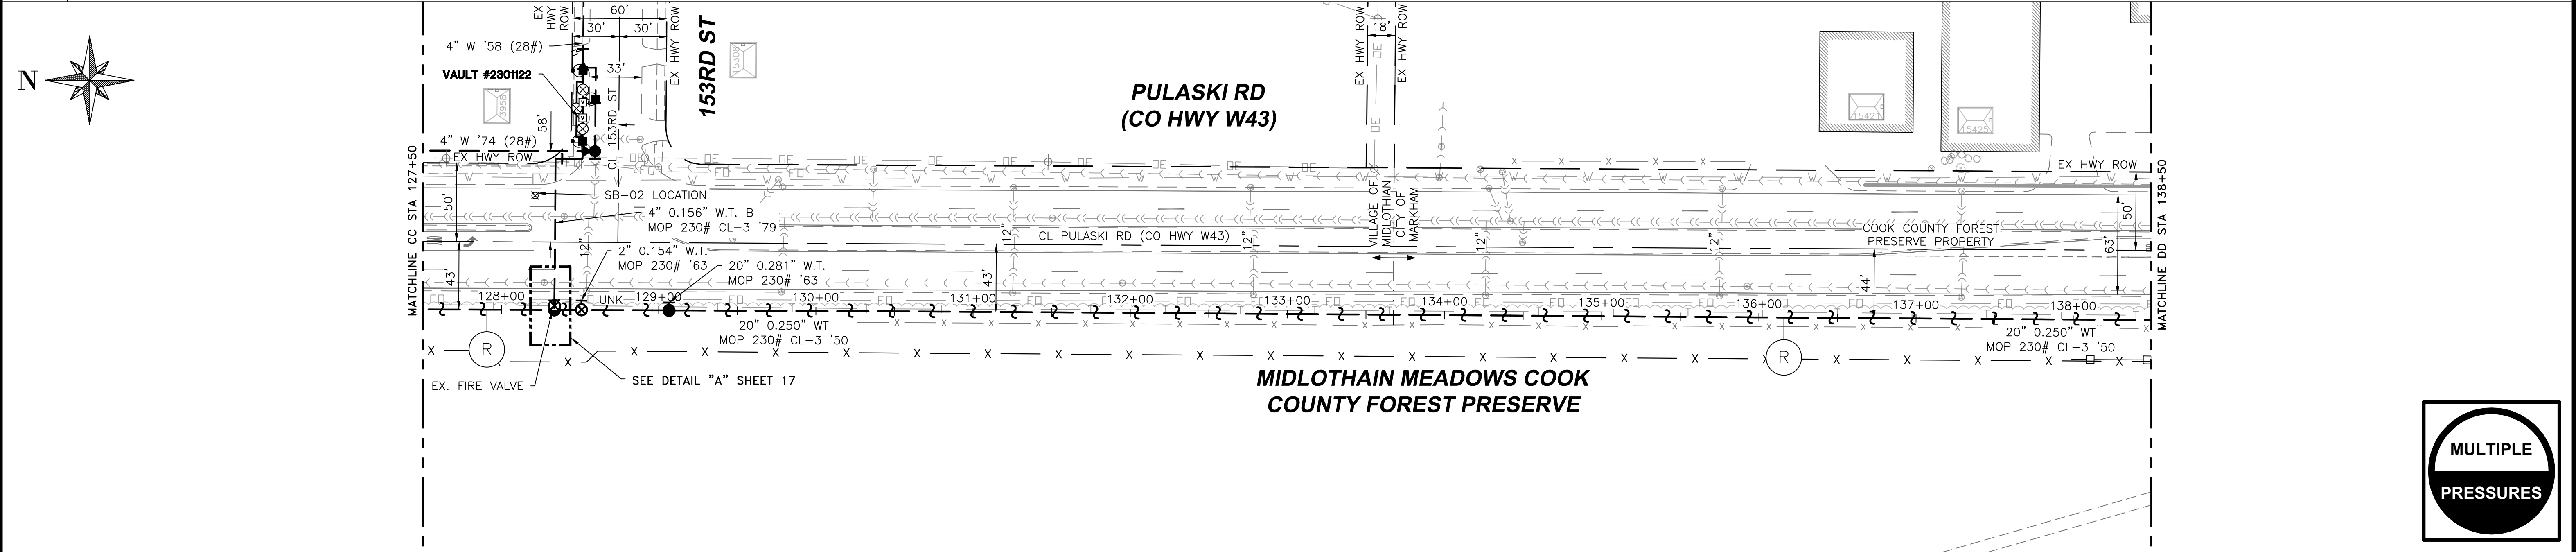 N
4" W '58 (28#)
VAULT #2301122
3958
4" W '74 (28#)
EX HWY ROW
EX
HWY
ROW
60'
30'
30'
33'
58'
CL 153RD ST
EX HWY ROW
153RD ST
15308
PULASKI RD
(CO HWY W43)
EX HWY ROW
18'
EX HWY ROW
15421
15425
EX HWY ROW
MATCHLINE CC STA 127+50
50'
43'
SB-02 LOCATION
4" 0.156" W.T. B
MOP 230# CL-3 '79
12"
2" 0.154" W.T.
MOP 230# '63
20" 0.281" W.T.
MOP 230# '63
CL PULASKI RD (CO HWY W43)
12"
43'
12"
VILLAGE OF
MIDLOTHIAN
CITY OF
MARKHAM
12"
12"
COOK COUNTY FOREST
PRESERVE PROPERTY
44'
63'
50'
MATCHLINE DD STA 138+50
128+00
UNK
129+00
130+00
131+00
132+00
133+00
134+00
135+00
136+00
137+00
138+00
20" 0.250" WT
MOP 230# CL-3 '50
20" 0.250" WT
MOP 230# CL-3 '50
R
R
EX. FIRE VALVE
SEE DETAIL "A" SHEET 17
MIDLOTHAIN MEADOWS COOK
COUNTY FOREST PRESERVE
MULTIPLE
PRESSURES